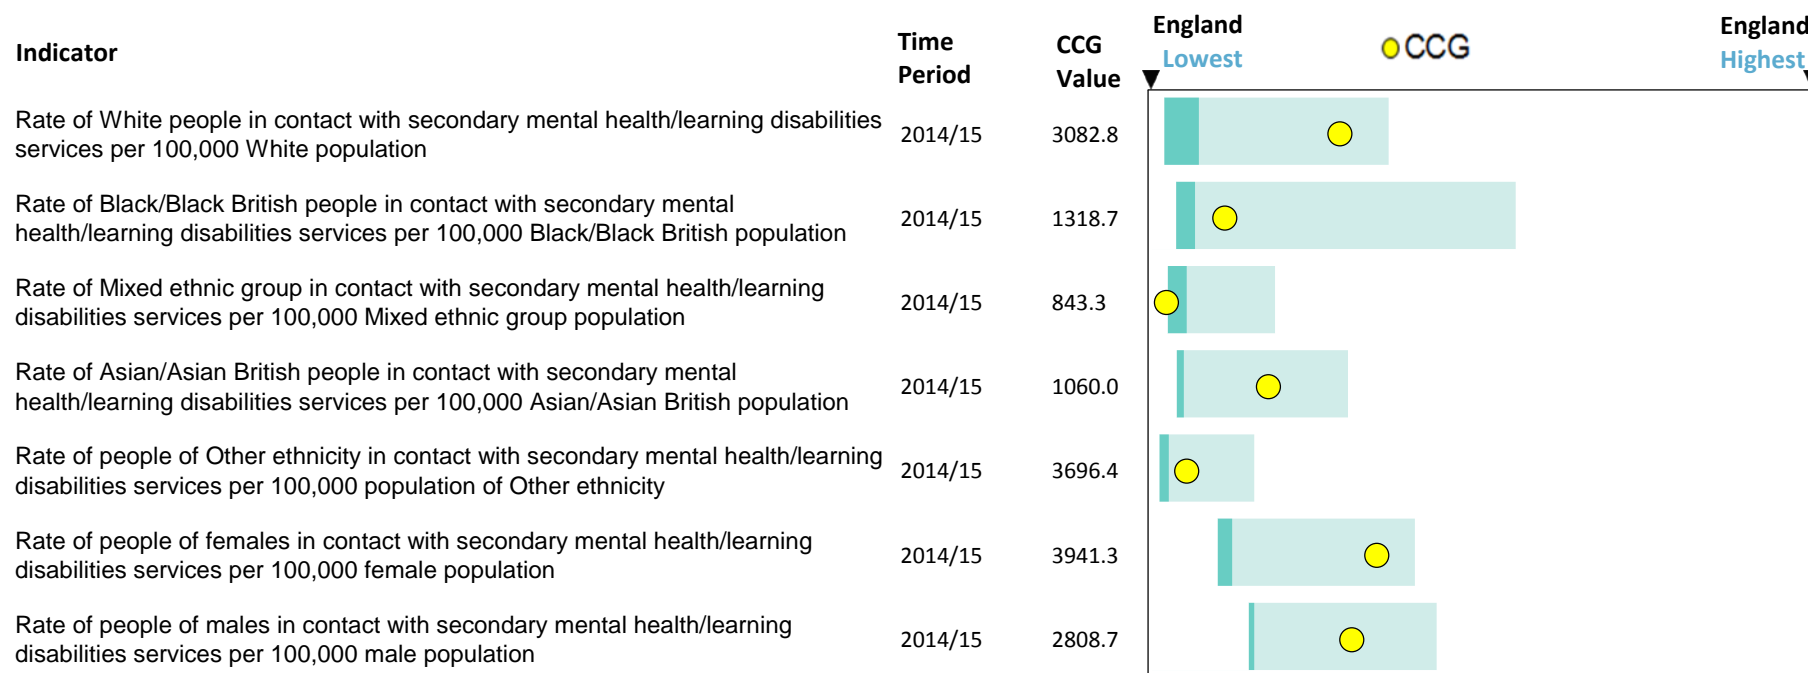 Indicator
Time
Period
CCG
Value
England
Lowest
CCG
England
Highest
Rate of White people in contact with secondary mental health/learning disabilities
services per 100,000 White population
2014/15
3082.8
Rate of Black/Black British people in contact with secondary mental
health/learning disabilities services per 100,000 Black/Black British population
2014/15
1318.7
Rate of Mixed ethnic group in contact with secondary mental health/learning
disabilities services per 100,000 Mixed ethnic group population
2014/15
843.3
Rate of Asian/Asian British people in contact with secondary mental
health/learning disabilities services per 100,000 Asian/Asian British population
2014/15
1060.0
Rate of people of Other ethnicity in contact with secondary mental health/learning
disabilities services per 100,000 population of Other ethnicity
2014/15
3696.4
Rate of people of females in contact with secondary mental health/learning
disabilities services per 100,000 female population
2014/15
3941.3
Rate of people of males in contact with secondary mental health/learning
disabilities services per 100,000 male population
2014/15
2808.7